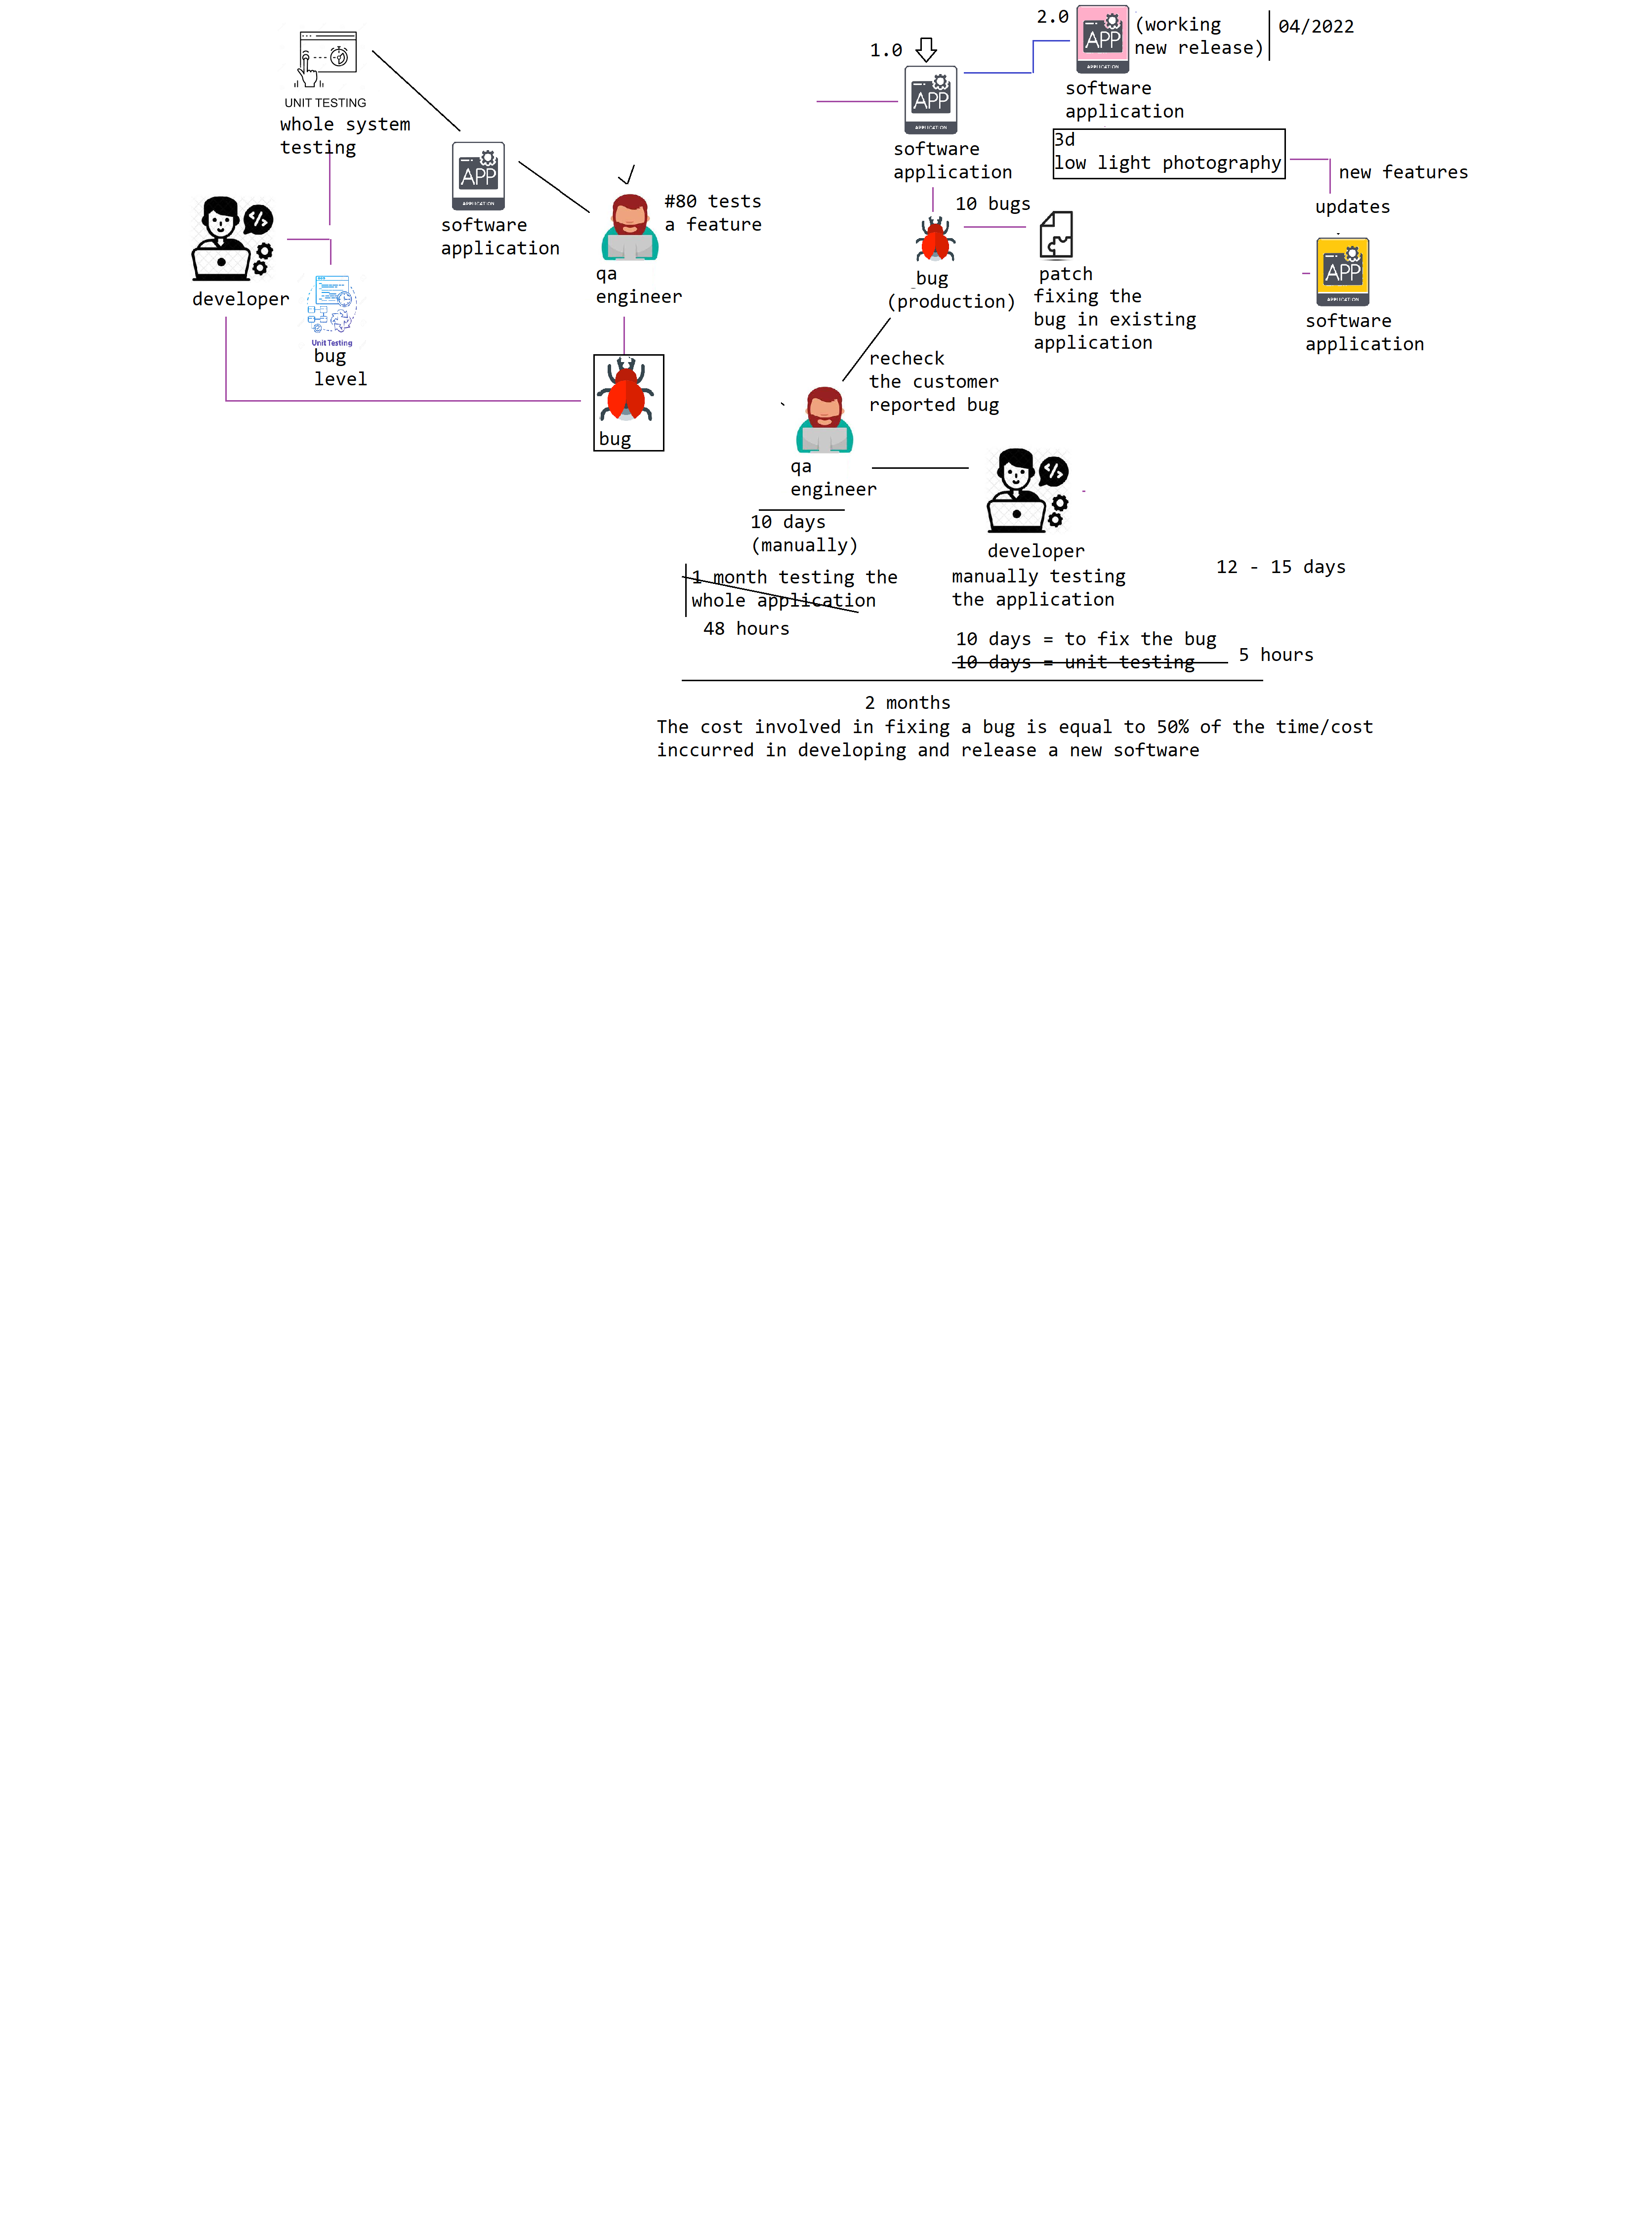 UNIT TESTING
whole system
testing
developer
Unit Testing
bug
level
APP
APPLICATION
software
application
#80 tests
a feature
qa
engineer
bug
1.0
APP
APPLICATION
software
application
2.0
APP
APPLICATION
(working
new release)
04/2022
software
application
3d
low light photography
new features
updates
APP
APPLICATION
software
application
10 bugs
bug
(production)
patch
fixing the
bug in existing
application
recheck
the customer
reported bug
qa
engineer
10 days
(manually)
1 month testing the
whole application
48 hours
developer
manually testing
the application
12 - 15 days
10 days = to fix the bug
10 days = unit testing
5 hours
2 months
The cost involved in fixing a bug is equal to 50% of the time/cost
inccurred in developing and release a new software